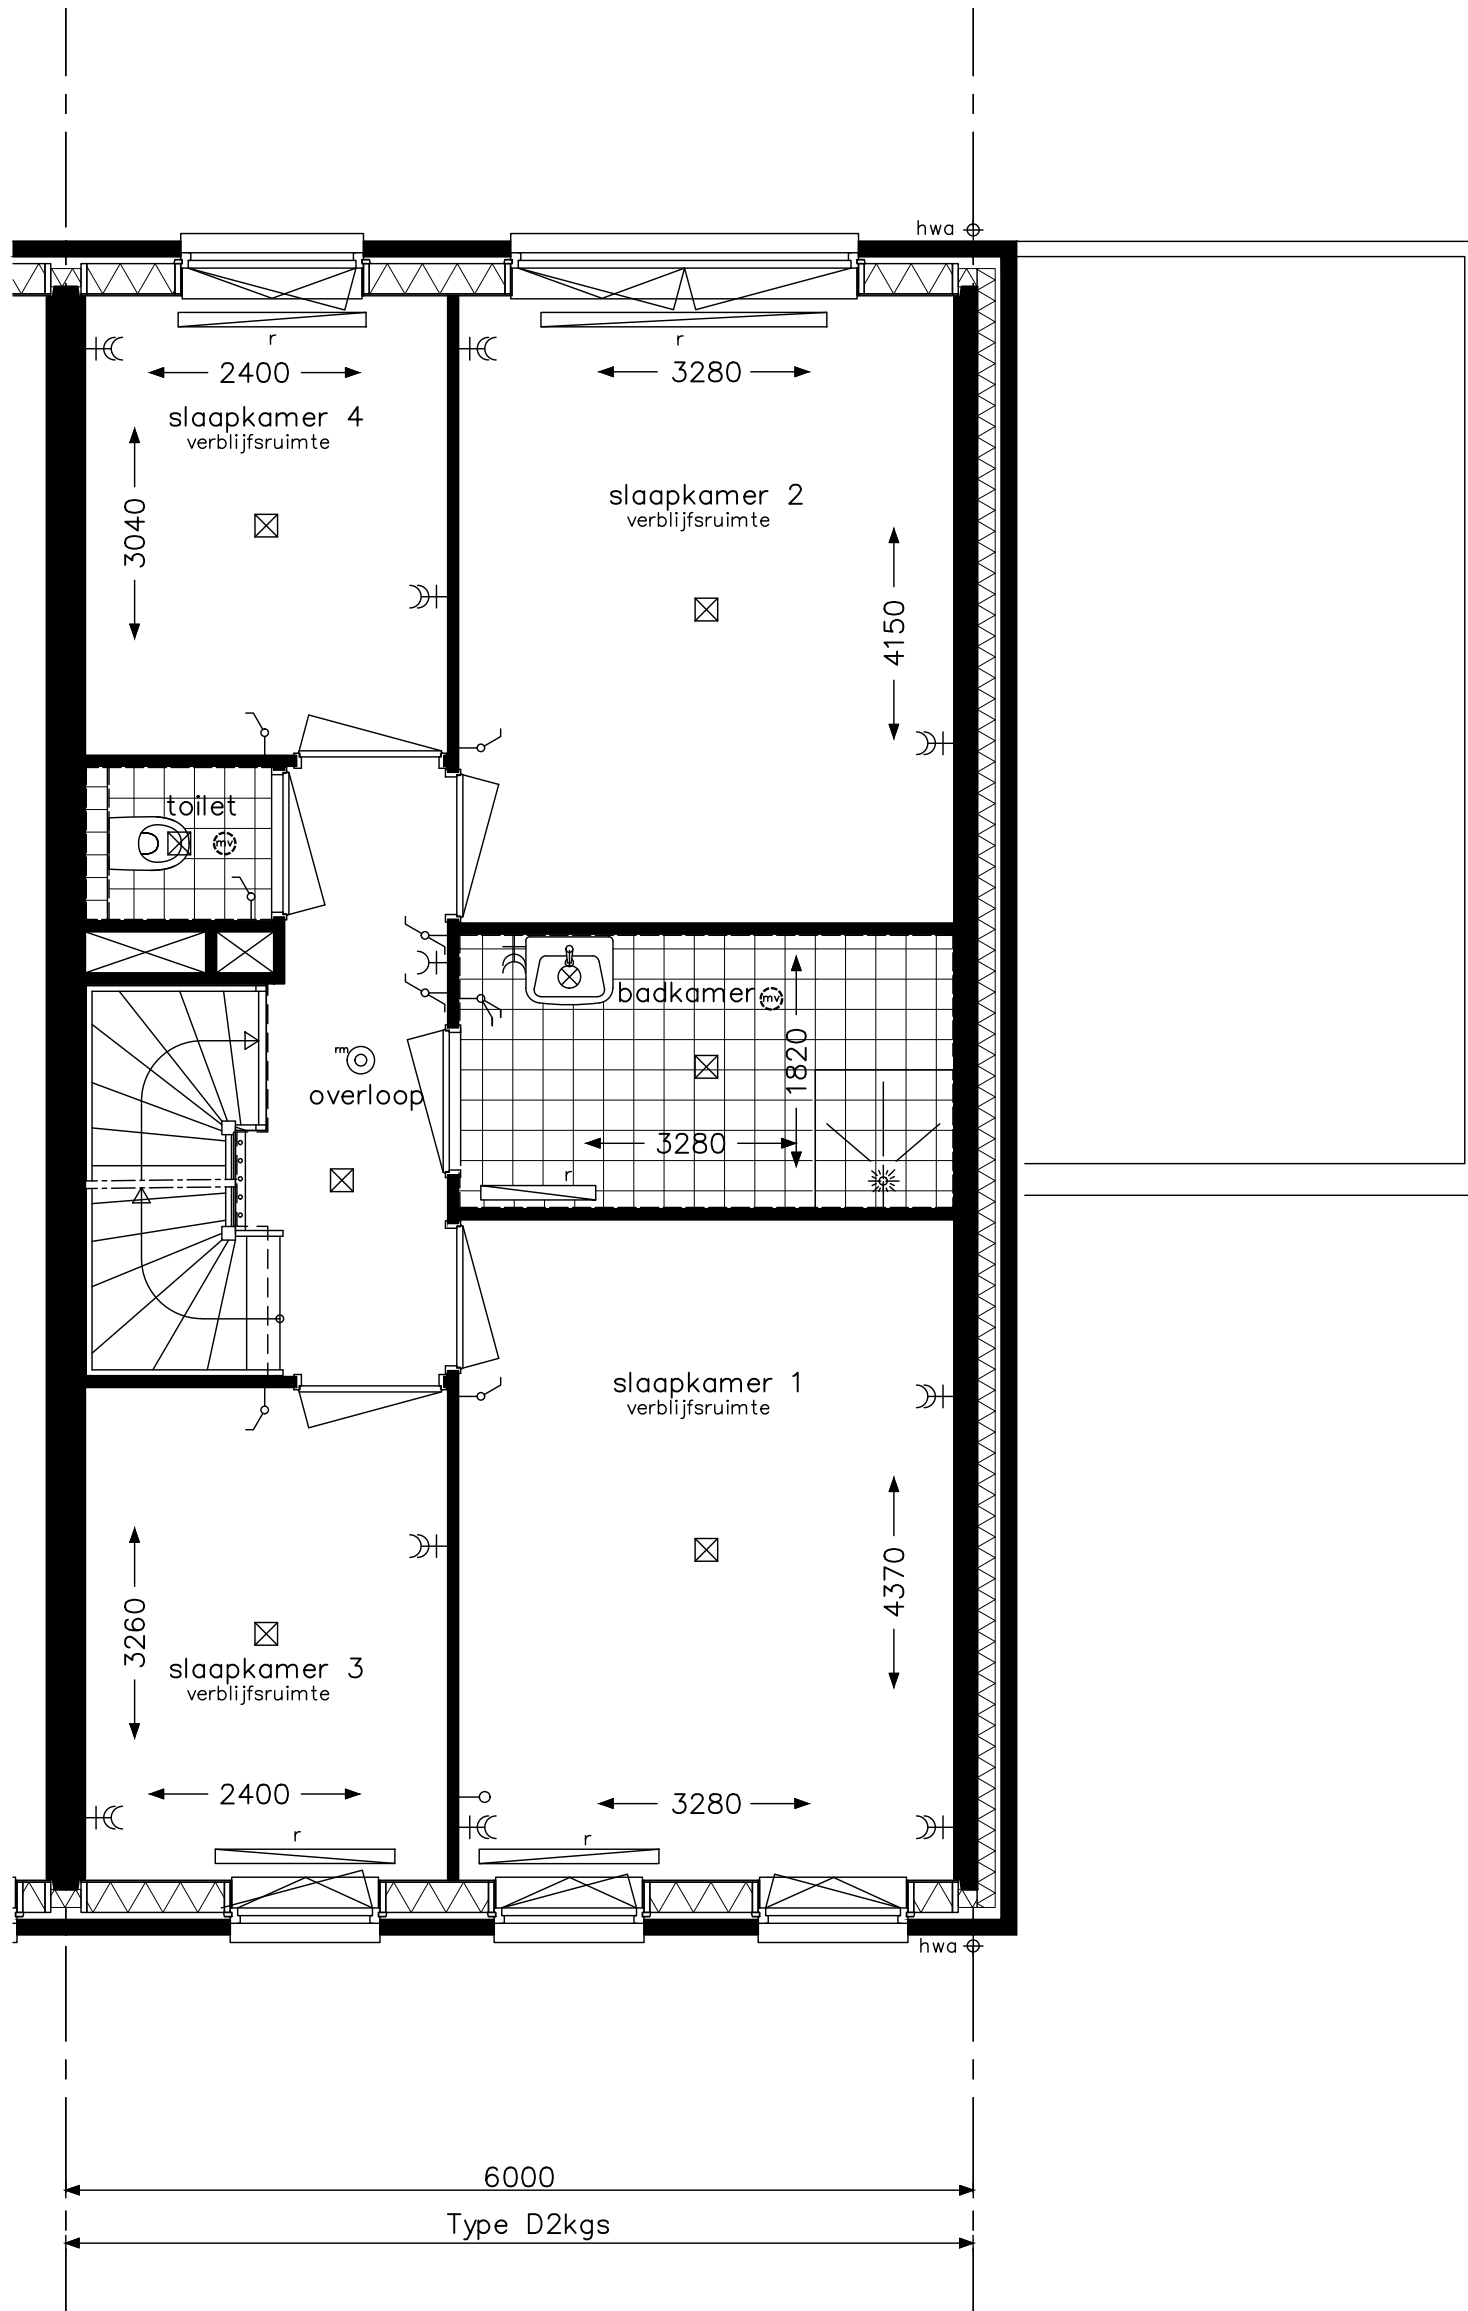 hwa
r
r
2400
3280
slaapkamer 4
verblijfsruimte
slaapkamer 2
verblijfsruimte
3040
4150
toilet
mv
badkamer
mv
1820
rm
overloop
3280
r
slaapkamer 1
verblijfsruimte
4370
3260
slaapkamer 3
verblijfsruimte
2400
3280
r
r
hwa
6000
Type D2kgs